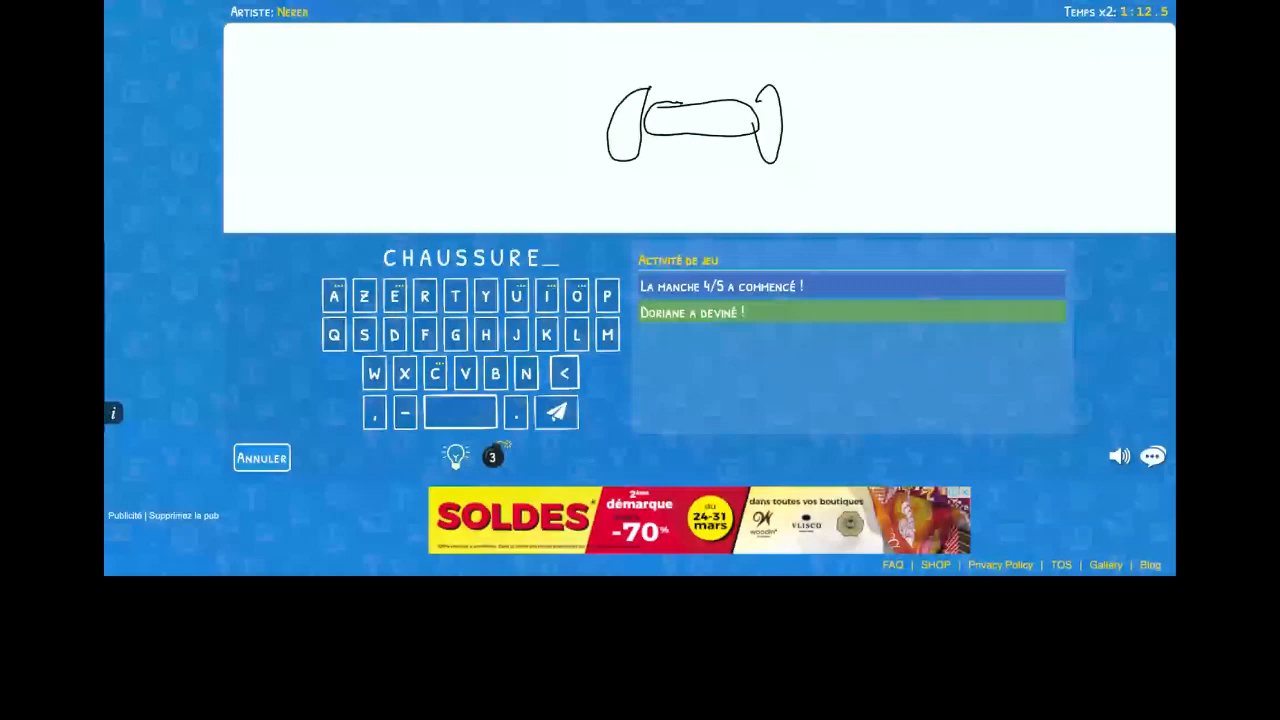 Artiste: Neren
Temps x2: 1:12.5
CHAUSSURE_
Activité de jeu
La manche 4/5 a commencé !
Doriane a deviné !
A Z E R T Y U I O P
Q S D F G H J K L M
W X C V B N <
, - .
i
Annuler
3
Publicité | Supprimez la pub
SOLDES*
2ème démarque
-70%
du 24-31 mars
dans toutes vos boutiques
woodin
VLISCO
FAQ | SHOP | Privacy Policy | TOS | Gallery | Blog